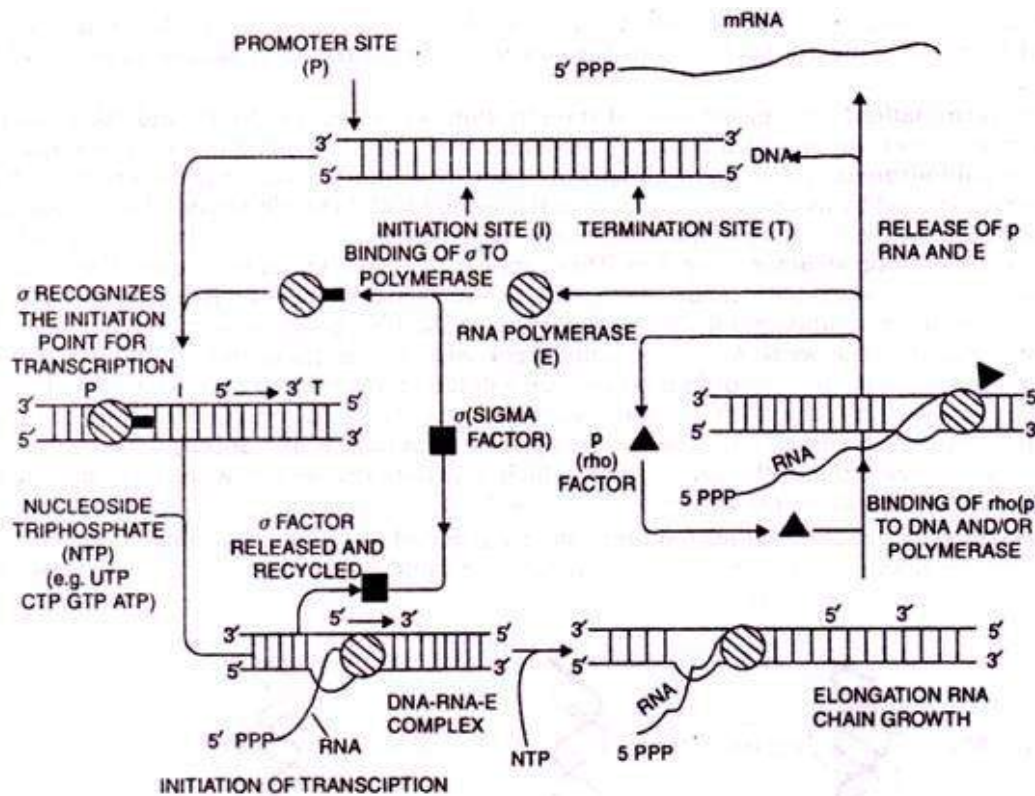 mRNA
PROMOTER SITE
(P)
5′ PPP
3′
3′
DNA
5′
5′
INITIATION SITE (I)
TERMINATION SITE (T)
RELEASE OF p
RNA AND E
BINDING OF σ TO
POLYMERASE
σ RECOGNIZES
THE INITIATION
POINT FOR
TRANSCRIPTION
RNA POLYMERASE
(E)
P
I
5′
3′
T
3′
5′
5′
3′
σ(SIGMA
FACTOR)
p
(rho)
FACTOR
3′
5′
5′
3′
RNA
5 PPP
BINDING OF rho(p)
TO DNA AND/OR
POLYMERASE
NUCLEOSIDE
TRIPHOSPHATE
(NTP)
(e.g. UTP
CTP GTP ATP)
σ FACTOR
RELEASED AND
RECYCLED
5′
3′
3′
5′
5′
3′
DNA-RNA-E
COMPLEX
5′ PPP
RNA
NTP
5′
3′
3′
5′
5′
3′
RNA
5 PPP
ELONGATION RNA
CHAIN GROWTH
INITIATION OF TRANSCIPTION